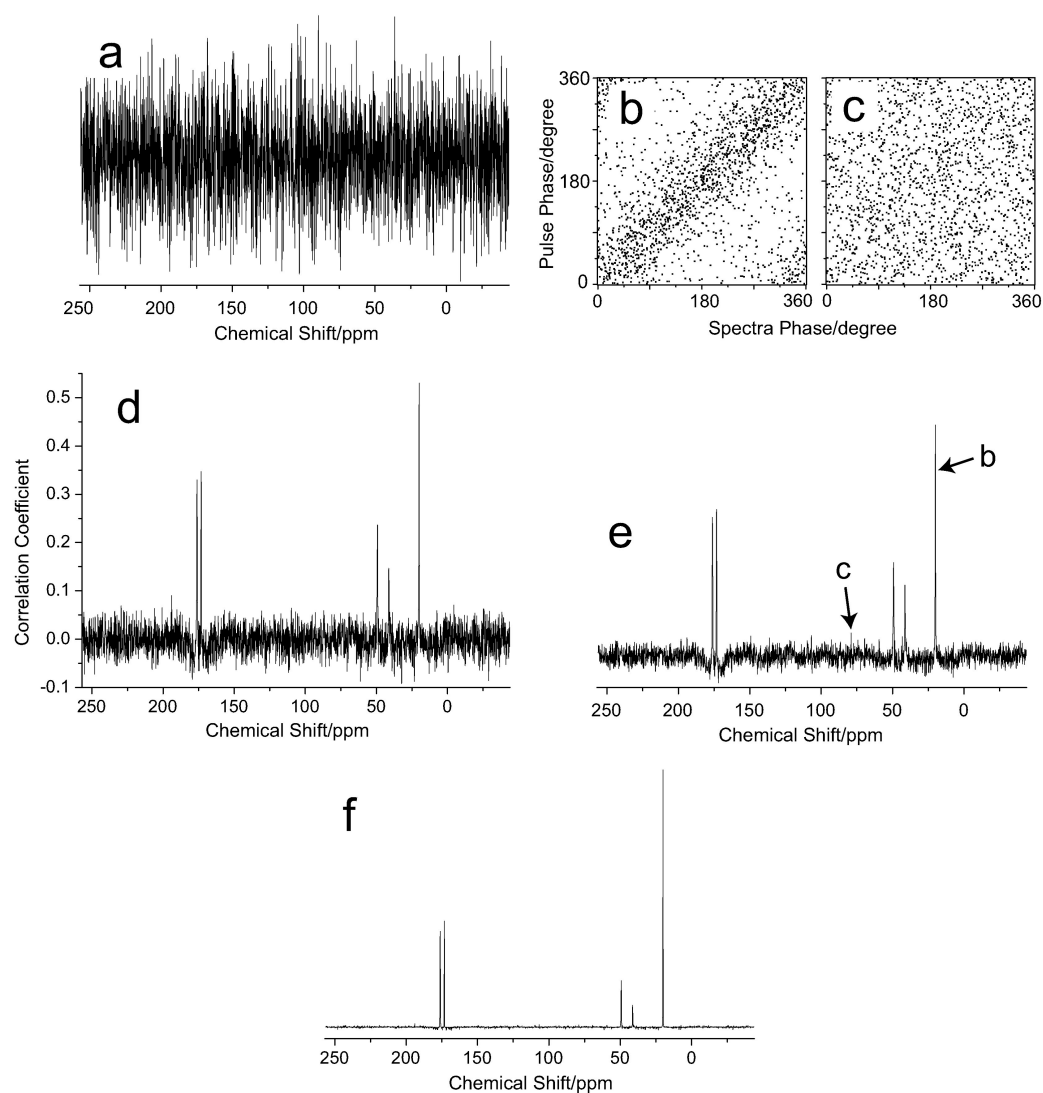 a
250 200 150 100 50 0
Chemical Shift/ppm
b
c
360
180
0
Pulse Phase/degree
0 180 360 0 180 360
Spectra Phase/degree
d
0.5
0.4
0.3
0.2
0.1
0.0
-0.1
Correlation Coefficient
250 200 150 100 50 0
Chemical Shift/ppm
e
b
c
250 200 150 100 50 0
Chemical Shift/ppm
f
250 200 150 100 50 0
Chemical Shift/ppm